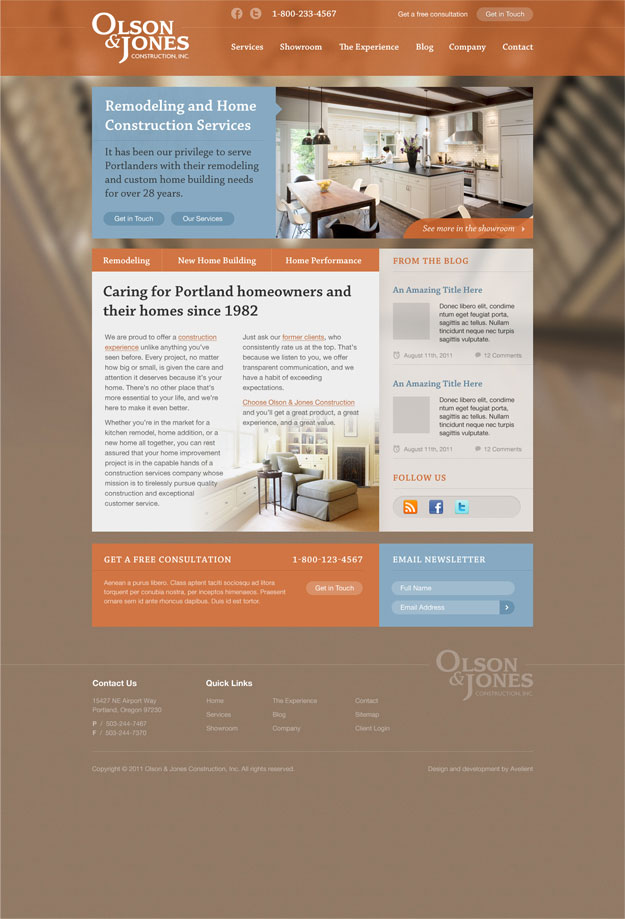 OLSON
& JONES
CONSTRUCTION, INC.
1-800-233-4567
Get a free consultation
Get in Touch
Services Showroom The Experience Blog Company Contact
Remodeling and Home
Construction Services
It has been our privilege to serve
Portlanders with their remodeling
and custom home building needs
for over 28 years.
Get in Touch Our Services
See more in the showroom
Remodeling New Home Building Home Performance
Caring for Portland homeowners and
their homes since 1982
We are proud to offer a construction
experience unlike anything you've
seen before. Every project, no matter
how big or small, is given the care and
attention it deserves because it's your
home. There's no other place that's
more essential to your life, and we're
here to make it even better.
Whether you're in the market for a
kitchen remodel, home addition, or a
new home all together, you can rest
assured that your home improvement
project is in the capable hands of a
construction services company whose
mission is to tirelessly pursue quality
construction and exceptional
customer service.
Just ask our former clients, who
consistently rate us at the top. That's
because we listen to you, we offer
transparent communication, and we
have a habit of exceeding
expectations.
Choose Olson & Jones Construction
and you'll get a great product, a great
experience, and a great value.
FROM THE BLOG
An Amazing Title Here
Donec libero elit, condime
ntum eget feugiat porta,
sagittis ac tellus. Nullam
tincidunt neque nec turpis
sagittis vulputate.
August 11th, 2011 12 Comments
An Amazing Title Here
Donec libero elit, condime
ntum eget feugiat porta,
sagittis ac tellus. Nullam
tincidunt neque nec turpis
sagittis vulputate.
August 11th, 2011 12 Comments
FOLLOW US
GET A FREE CONSULTATION 1-800-123-4567
Aenean a purus libero. Class aptent taciti sociosqu ad litora
torquent per conubia nostra, per inceptos himenaeos. Praesent
ornare sem id ante rhoncus dapibus. Duis id est tortor.
Get in Touch
EMAIL NEWSLETTER
Full Name
Email Address
OLSON
& JONES
CONSTRUCTION, INC.
Contact Us
15427 NE Airport Way
Portland, Oregon 97230
P / 503-244-7467
F / 503-244-7370
Quick Links
Home The Experience Contact
Services Blog Sitemap
Showroom Company Client Login
Copyright © 2011 Olson & Jones Construction, Inc. All rights reserved.
Design and development by Avellent